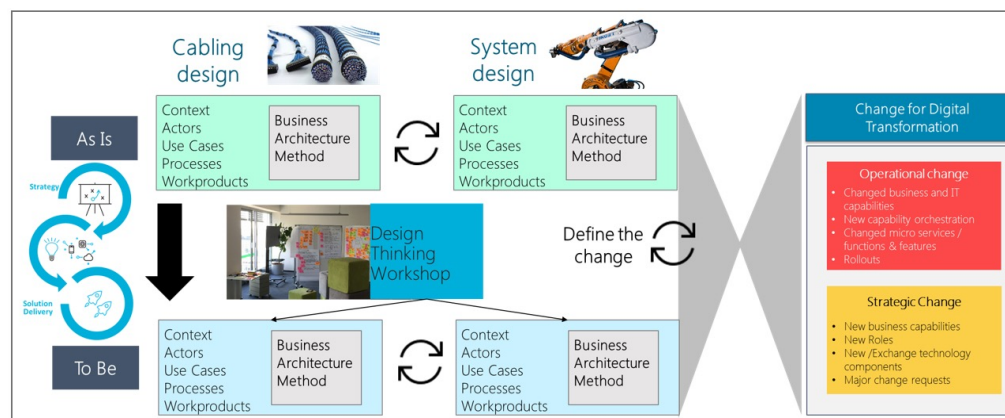 Cabling
design
System
design
As Is
Strategy
Solution
Delivery
To Be
Context
Actors
Use Cases
Processes
Workproducts
Business
Architecture
Method
Context
Actors
Use Cases
Processes
Workproducts
Business
Architecture
Method
Design
Thinking
Workshop
Define the
change
Context
Actors
Use Cases
Processes
Workproducts
Business
Architecture
Method
Context
Actors
Use Cases
Processes
Workproducts
Business
Architecture
Method
Change for Digital
Transformation
Operational change
• Changed business and IT
capabilities
• New capability orchestration
• Changed micro services /
functions & features
• Rollouts
Strategic Change
• New business capabilities
• New Roles
• New /Exchange technology
components
• Major change requests